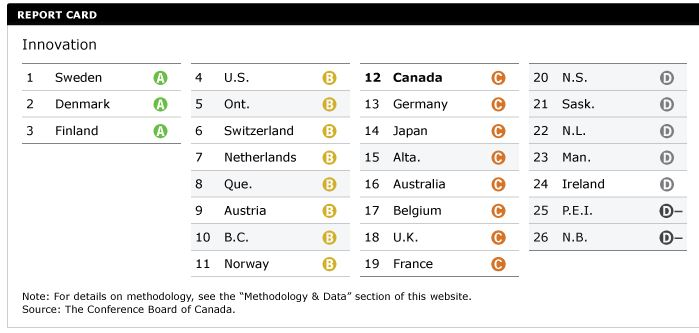 REPORT CARD
Innovation
1 Sweden A
2 Denmark A
3 Finland A
4 U.S. B
5 Ont. B
6 Switzerland B
7 Netherlands B
8 Que. B
9 Austria B
10 B.C. B
11 Norway B
12 Canada C
13 Germany C
14 Japan C
15 Alta. C
16 Australia C
17 Belgium C
18 U.K. C
19 France C
20 N.S. D
21 Sask. D
22 N.L. D
23 Man. D
24 Ireland D
25 P.E.I. D–
26 N.B. D–
Note: For details on methodology, see the “Methodology & Data” section of this website.
Source: The Conference Board of Canada.